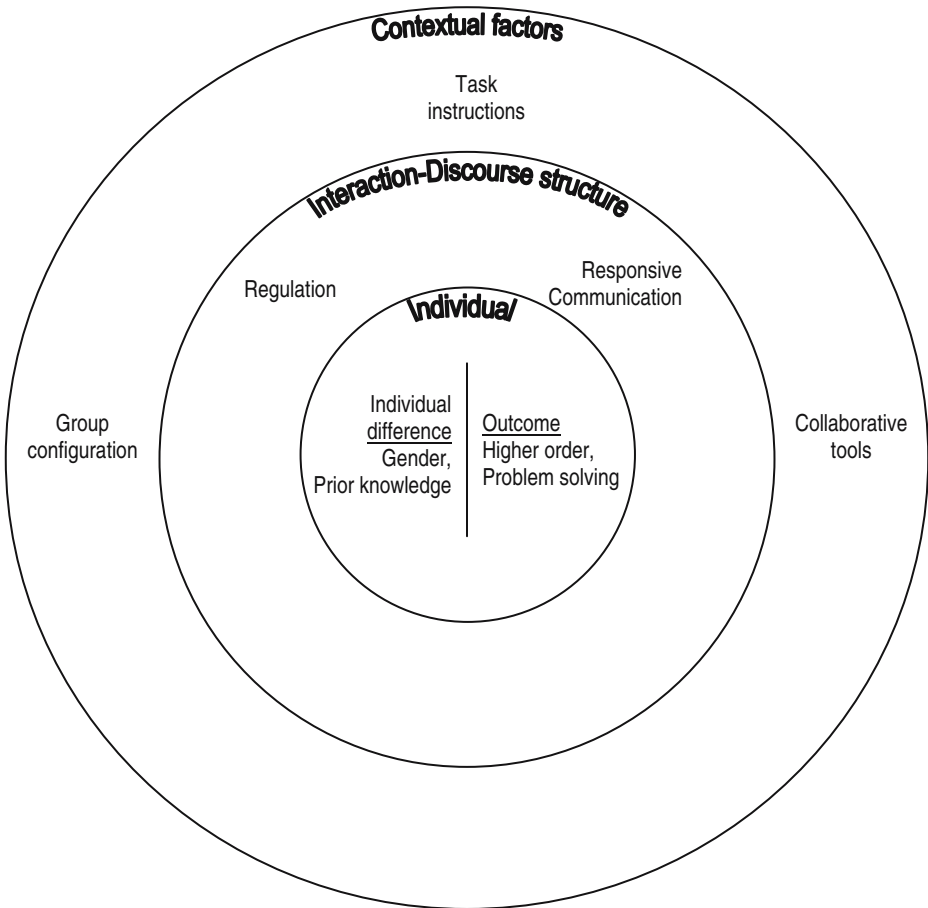 Contextual factors
Task
instructions
Interaction-Discourse structure
Regulation
Responsive
Communication
Individual
Group
configuration
Individual
difference
Gender,
Prior knowledge
Outcome
Higher order,
Problem solving
Collaborative
tools